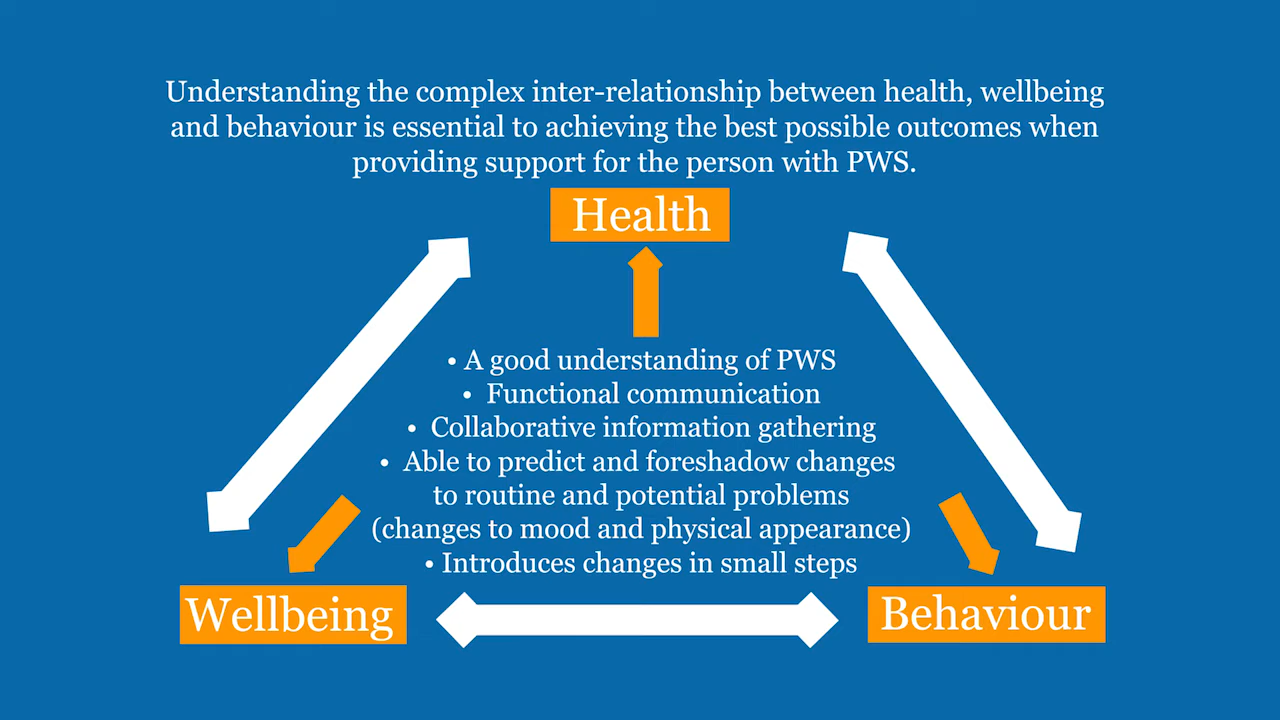 Understanding the complex inter-relationship between health, wellbeing
and behaviour is essential to achieving the best possible outcomes when
providing support for the person with PWS.
Health
• A good understanding of PWS
• Functional communication
• Collaborative information gathering
• Able to predict and foreshadow changes
to routine and potential problems
(changes to mood and physical appearance)
• Introduces changes in small steps
Wellbeing
Behaviour